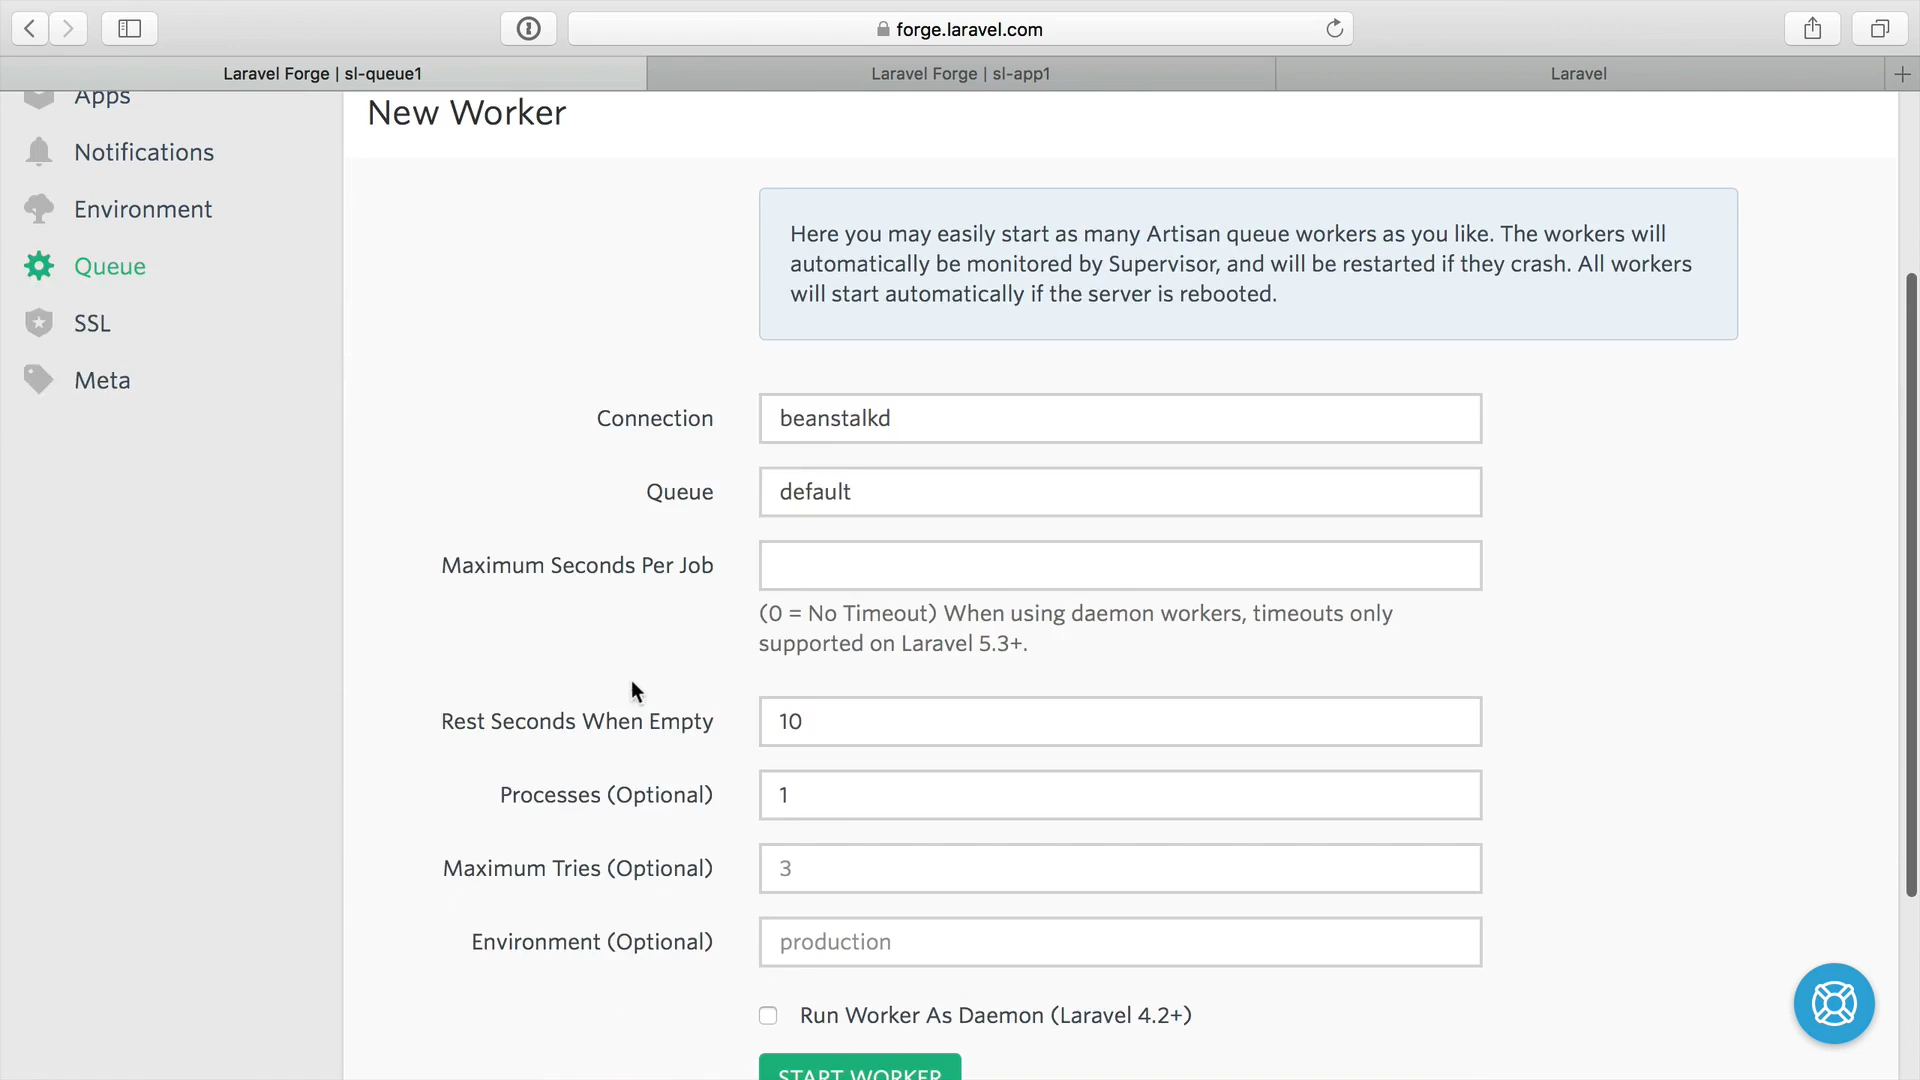 forge.laravel.com
Laravel Forge | sl-queue1
Laravel Forge | sl-app1
Laravel
Apps
Notifications
Environment
Queue
SSL
Meta
New Worker
Here you may easily start as many Artisan queue workers as you like. The workers will
automatically be monitored by Supervisor, and will be restarted if they crash. All workers
will start automatically if the server is rebooted.
Connection
beanstalkd
Queue
default
Maximum Seconds Per Job
(0 = No Timeout) When using daemon workers, timeouts only
supported on Laravel 5.3+.
Rest Seconds When Empty
10
Processes (Optional)
1
Maximum Tries (Optional)
3
Environment (Optional)
production
Run Worker As Daemon (Laravel 4.2+)
START WORKER